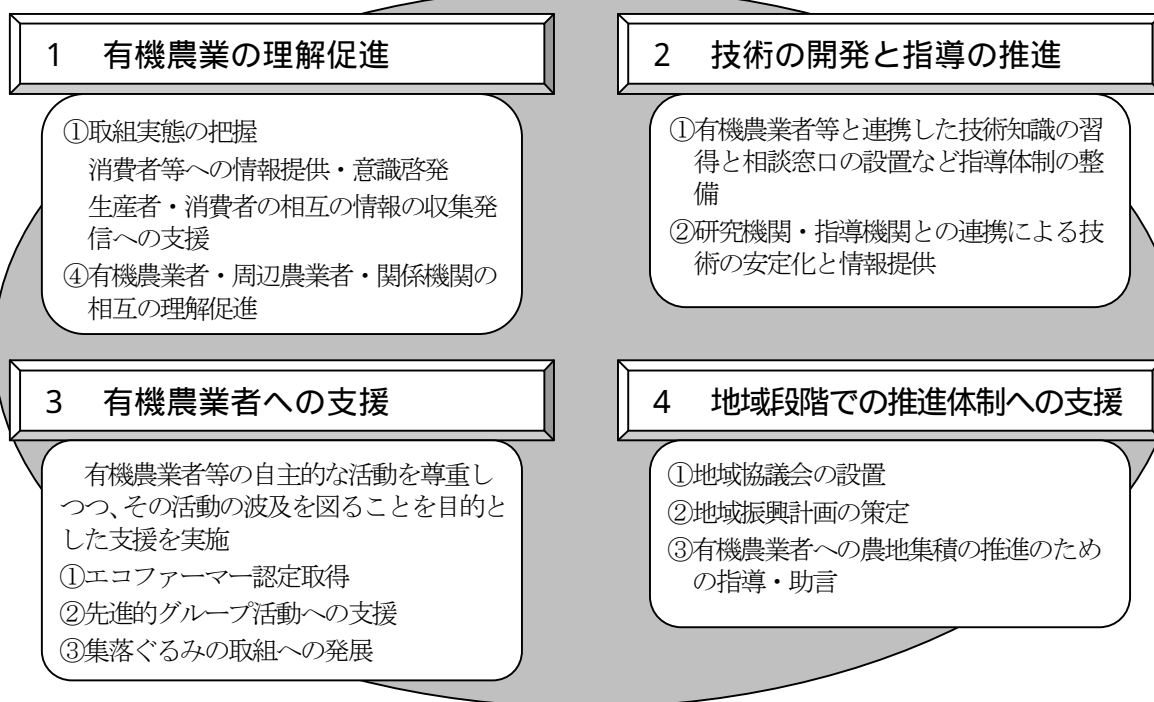 1 有機農業の理解促進
①取組実態の把握
消費者等への情報提供・意識啓発
生産者・消費者の相互の情報の収集発
信への支援
④有機農業者・周辺農業者・関係機関の
相互の理解促進
2 技術の開発と指導の推進
①有機農業者等と連携した技術知識の習
得と相談窓口の設置など指導体制の整
備
②研究機関・指導機関との連携による技
術の安定化と情報提供
3 有機農業者への支援
有機農業者等の自主的な活動を尊重し
つつ、その活動の波及を図ることを目的と
した支援を実施
①エコファーマー認定取得
②先進的グループ活動への支援
③集落ぐるみの取組への発展
4 地域段階での推進体制への支援
①地域協議会の設置
②地域振興計画の策定
③有機農業者への農地集積の推進のため
の指導・助言